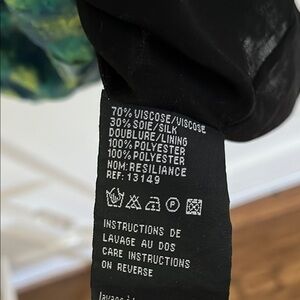 70% VISCOSE/VISCOSE
30% SOIE/SILK
DOUBLURE/LINING
100% POLYESTER
100% POLYESTER
NOM: RESILIANCE
REF: 13149
P
INSTRUCTIONS DE
LAVAGE AU DOS
CARE INSTRUCTIONS
ON REVERSE